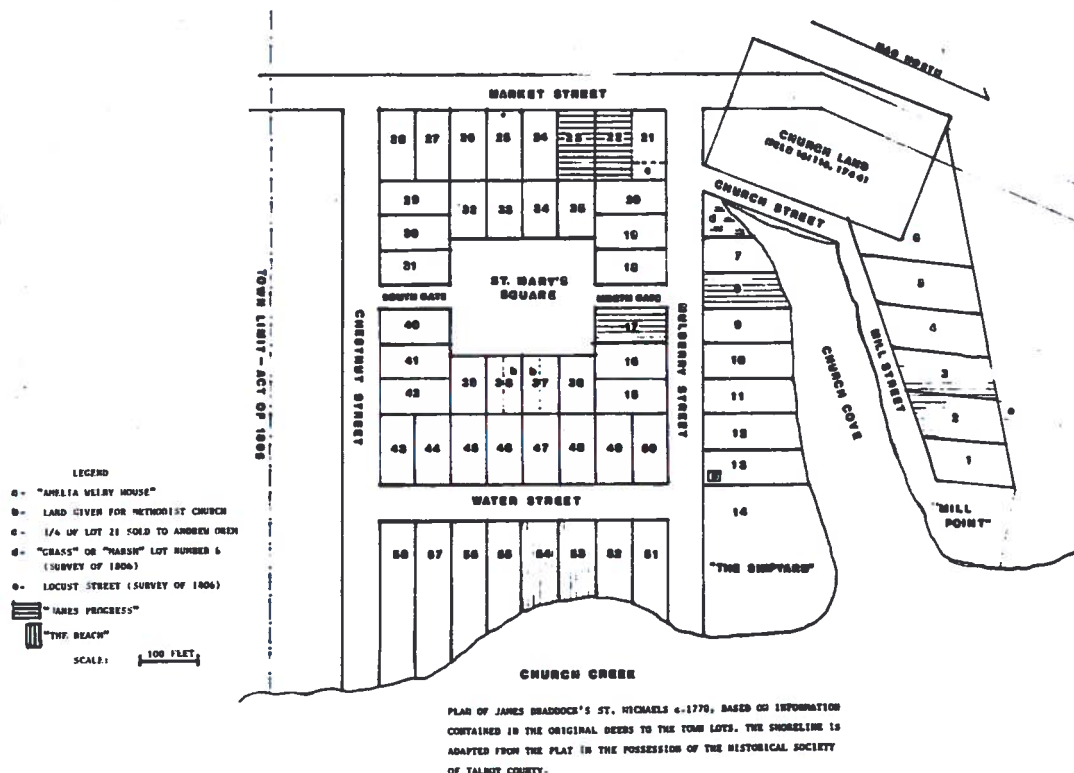 MAG NORTH
MARKET STREET
28 27 26 25 24 23 22 21
CHURCH LAND
CHURCH STREET
29 32 33 34 35 20
30 19
31 18
ST. MARY'S
SQUARE
SOUTH GATE
NORTH GATE
TOWN LIMIT - ACT OF 1806
CHESTNUT STREET
MULBERRY STREET
CHURCH COVE
MILL STREET
40 17
41 16
42 39 38 37 36 15
b b
43 44 45 46 47 48 49 50
WATER STREET
58 57 56 55 54 53 52 51
d
7
8
9
10
11
12
13
14
"THE SHIPYARD"
6
5
4
3
2
1
"MILL
POINT"
CHURCH CREEK
LEGEND
a - "AMELIA WELBY HOUSE"
b - LAND GIVEN FOR METHODIST CHURCH
c - 1/4 OF LOT 21 SOLD TO ANDREW OREM
d - "GRASS" OR "MARSH" LOT NUMBER 6
(SURVEY OF 1806)
e - LOCUST STREET (SURVEY OF 1806)
"JANES PROGRESS"
"THE BEACH"
SCALE: 100 FEET
PLAN OF JAMES BRADDOCK'S ST. MICHAELS c.1778, BASED ON INFORMATION
CONTAINED IN THE ORIGINAL DEEDS TO THE TOWN LOTS. THE SHORELINE IS
ADAPTED FROM THE PLAT IN THE POSSESSION OF THE HISTORICAL SOCIETY
OF TALBOT COUNTY.